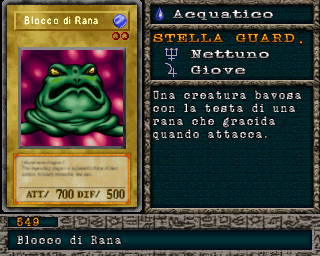 Blocco di Rana
ATT/ 700 DIF/ 500
Acquatico
STELLA GUARD.
Nettuno
Giove
Una creatura bavosa
con la testa di una
rana che gracida
quando attacca.
549
Blocco di Rana